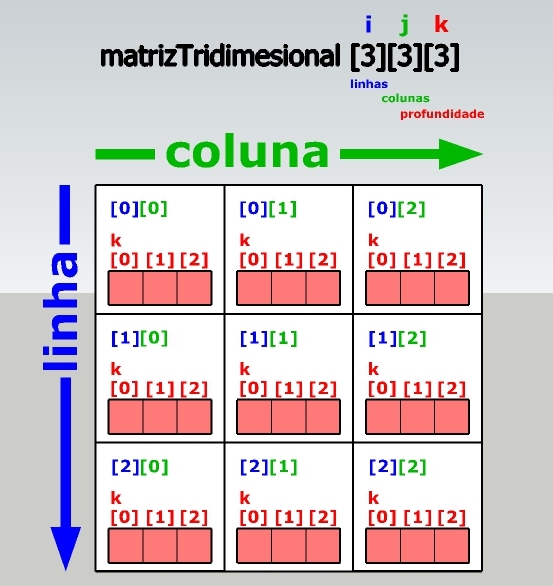 i j k
matrizTridimesional [3][3][3]
linhas
colunas
profundidade
coluna
linha
[0][0] [0][1] [0][2]
k k k
[0] [1] [2] [0] [1] [2] [0] [1] [2]
[1][0] [1][1] [1][2]
k k k
[0] [1] [2] [0] [1] [2] [0] [1] [2]
[2][0] [2][1] [2][2]
k k k
[0] [1] [2] [0] [1] [2] [0] [1] [2]